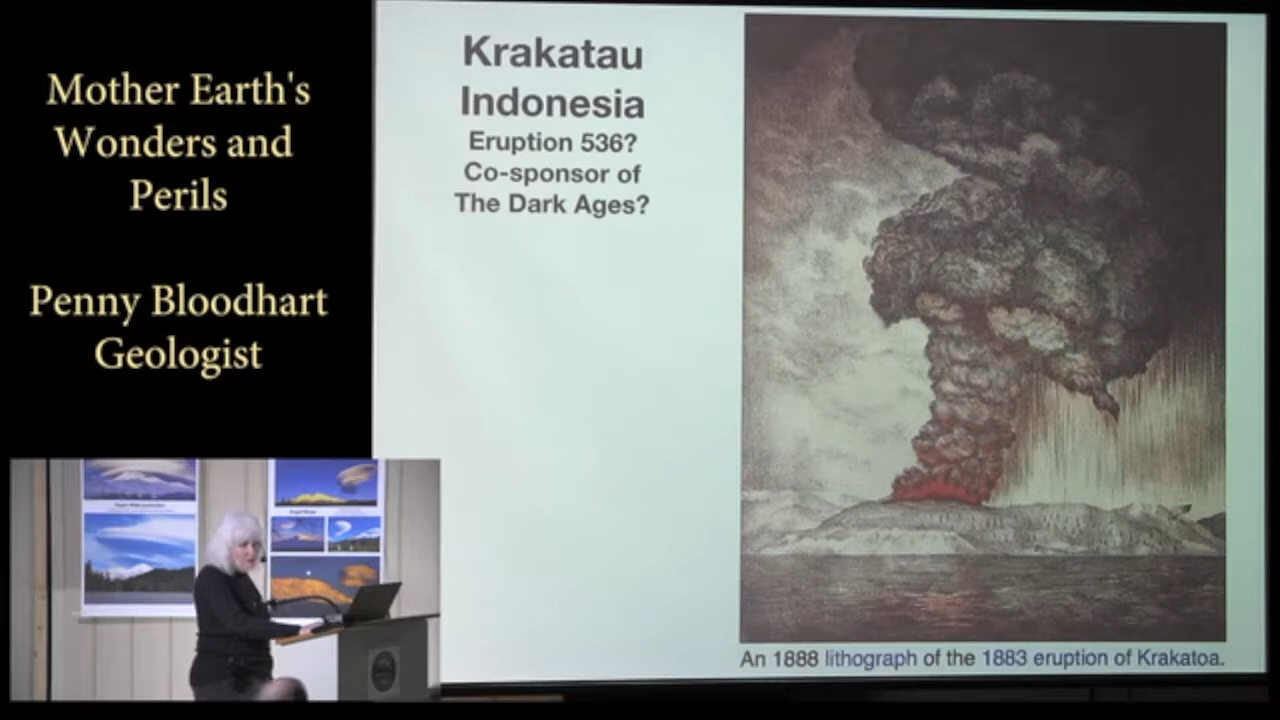 Mother Earth's
Wonders and
Perils
Penny Bloodhart
Geologist
Krakatau
Indonesia
Eruption 536?
Co-sponsor of
The Dark Ages?
An 1888 lithograph of the 1883 eruption of Krakatoa.